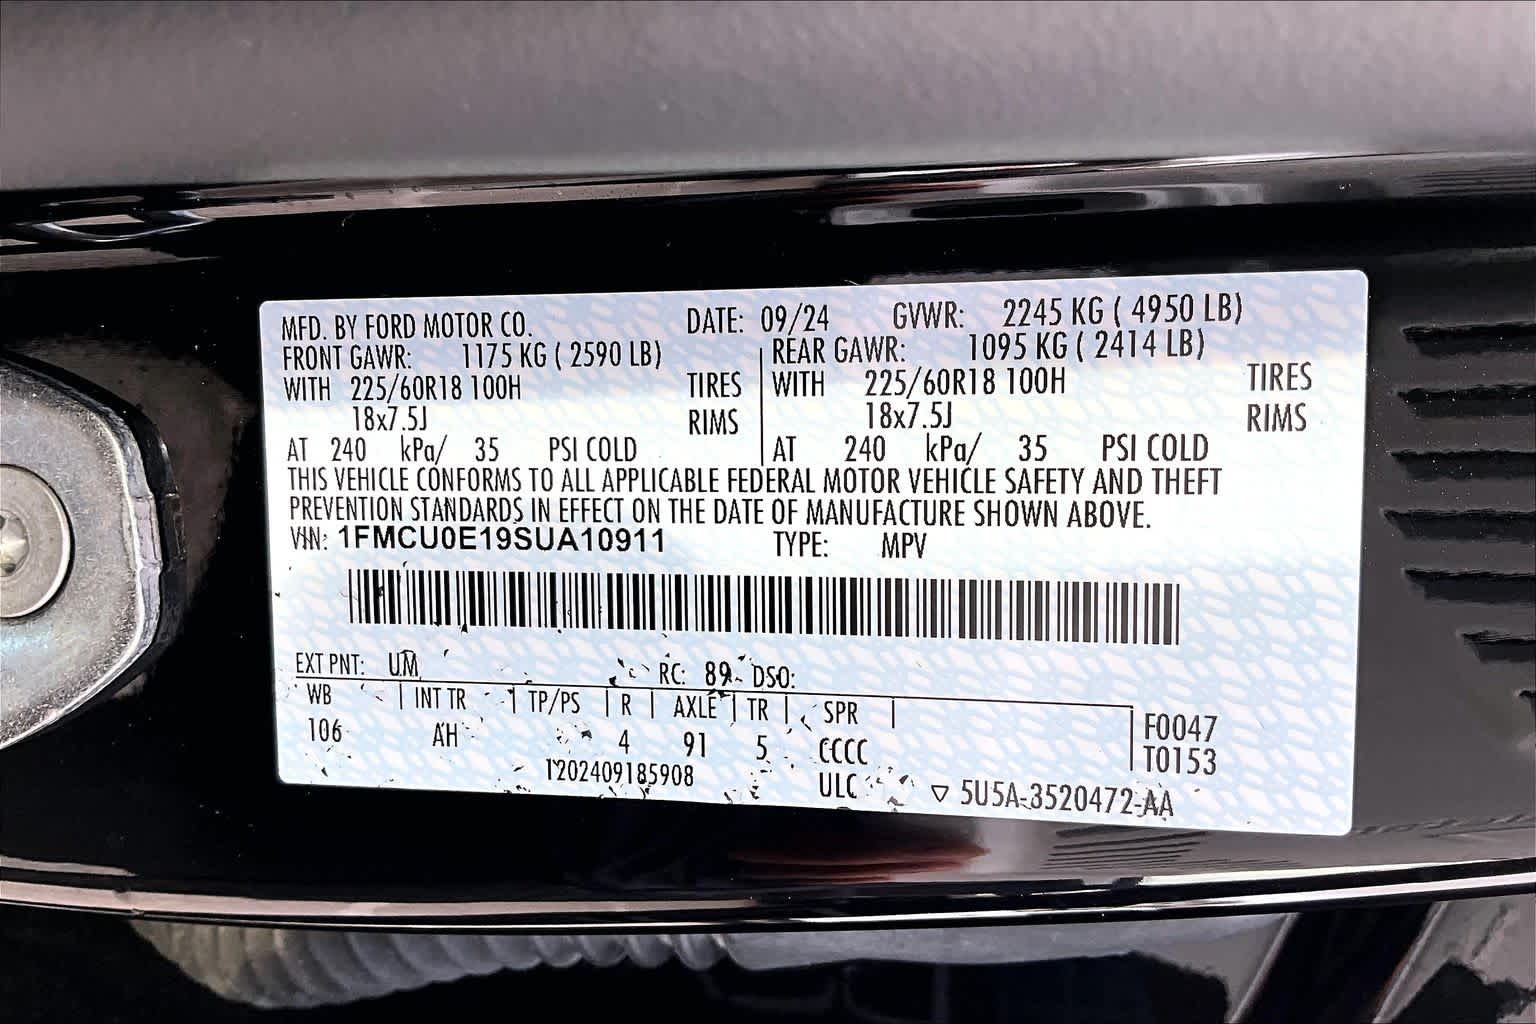 MFD. BY FORD MOTOR CO. DATE: 09/24 GVWR: 2245 KG ( 4950 LB)
FRONT GAWR: 1175 KG ( 2590 LB) REAR GAWR: 1095 KG ( 2414 LB)
WITH 225/60R18 100H TIRES WITH 225/60R18 100H TIRES
18x7.5J RIMS 18x7.5J RIMS
AT 240 kPa/ 35 PSI COLD AT 240 kPa/ 35 PSI COLD
THIS VEHICLE CONFORMS TO ALL APPLICABLE FEDERAL MOTOR VEHICLE SAFETY AND THEFT
PREVENTION STANDARDS IN EFFECT ON THE DATE OF MANUFACTURE SHOWN ABOVE.
VIN: 1FMCU0E19SUA10911 TYPE: MPV
EXT PNT: UM RC: 89 DSO:
WB | INT TR | TP/PS | R | AXLE | TR | SPR | F0047
106 AH 4 91 5 CCCC T0153
1202409185908 ULC ▽ 5U5A-3520472-AA